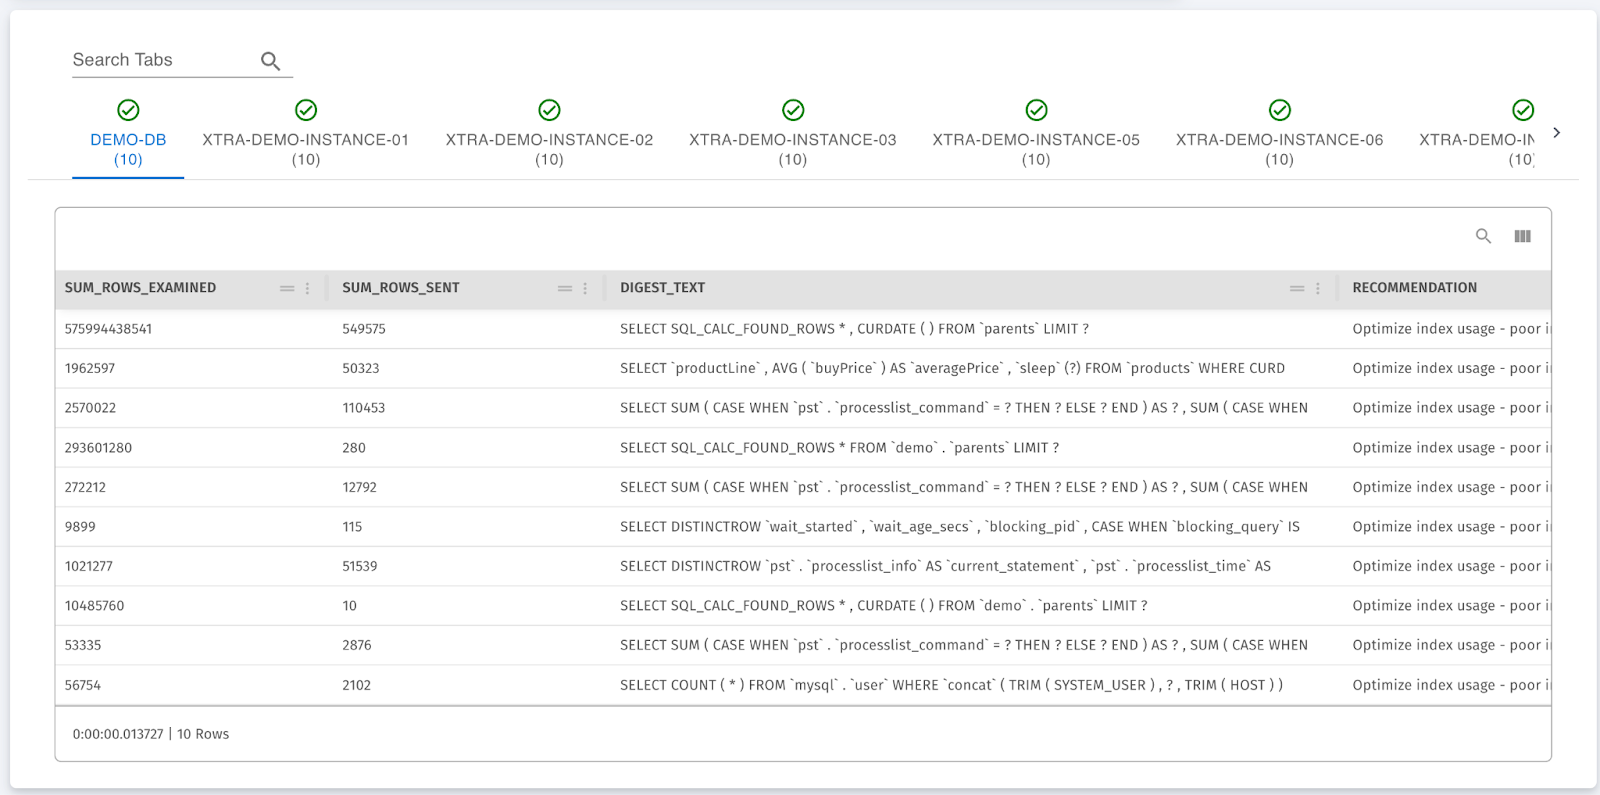 Search Tabs
DEMO-DB XTRA-DEMO-INSTANCE-01 XTRA-DEMO-INSTANCE-02 XTRA-DEMO-INSTANCE-03 XTRA-DEMO-INSTANCE-05 XTRA-DEMO-INSTANCE-06 XTRA-DEMO-IN
(10) (10) (10) (10) (10) (10) (10)
SUM_ROWS_EXAMINED SUM_ROWS_SENT DIGEST_TEXT RECOMMENDATION
575994438541 549575 SELECT SQL_CALC_FOUND_ROWS * , CURDATE ( ) FROM `parents` LIMIT ? Optimize index usage - poor i
1962597 50323 SELECT `productLine` , AVG ( `buyPrice` ) AS `averagePrice` , `sleep` (?) FROM `products` WHERE CURD Optimize index usage - poor i
2570022 110453 SELECT SUM ( CASE WHEN `pst` . `processlist_command` = ? THEN ? ELSE ? END ) AS ? , SUM ( CASE WHEN Optimize index usage - poor i
293601280 280 SELECT SQL_CALC_FOUND_ROWS * FROM `demo` . `parents` LIMIT ? Optimize index usage - poor i
272212 12792 SELECT SUM ( CASE WHEN `pst` . `processlist_command` = ? THEN ? ELSE ? END ) AS ? , SUM ( CASE WHEN Optimize index usage - poor i
9899 115 SELECT DISTINCTROW `wait_started` , `wait_age_secs` , `blocking_pid` , CASE WHEN `blocking_query` IS Optimize index usage - poor i
1021277 51539 SELECT DISTINCTROW `pst` . `processlist_info` AS `current_statement` , `pst` . `processlist_time` AS Optimize index usage - poor i
10485760 10 SELECT SQL_CALC_FOUND_ROWS * , CURDATE ( ) FROM `demo` . `parents` LIMIT ? Optimize index usage - poor i
53335 2876 SELECT SUM ( CASE WHEN `pst` . `processlist_command` = ? THEN ? ELSE ? END ) AS ? , SUM ( CASE WHEN Optimize index usage - poor i
56754 2102 SELECT COUNT ( * ) FROM `mysql` . `user` WHERE `concat` ( TRIM ( SYSTEM_USER ) , ? , TRIM ( HOST ) ) Optimize index usage - poor i
0:00:00.013727 | 10 Rows